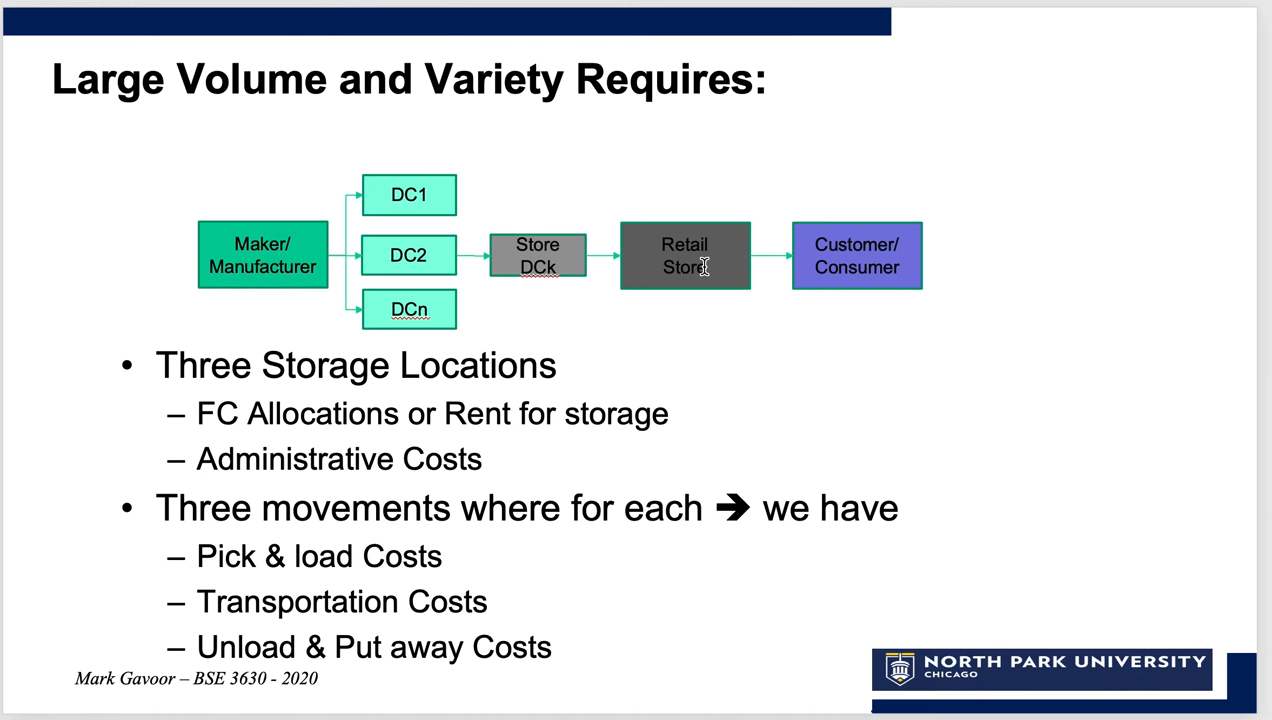 Large Volume and Variety Requires:
DC1
Maker/
Manufacturer
DC2
DCn
Store
DCk
Retail
Store
Customer/
Consumer
• Three Storage Locations
– FC Allocations or Rent for storage
– Administrative Costs
• Three movements where for each ➔ we have
– Pick & load Costs
– Transportation Costs
– Unload & Put away Costs
Mark Gavoor – BSE 3630 - 2020
NORTH PARK UNIVERSITY
CHICAGO